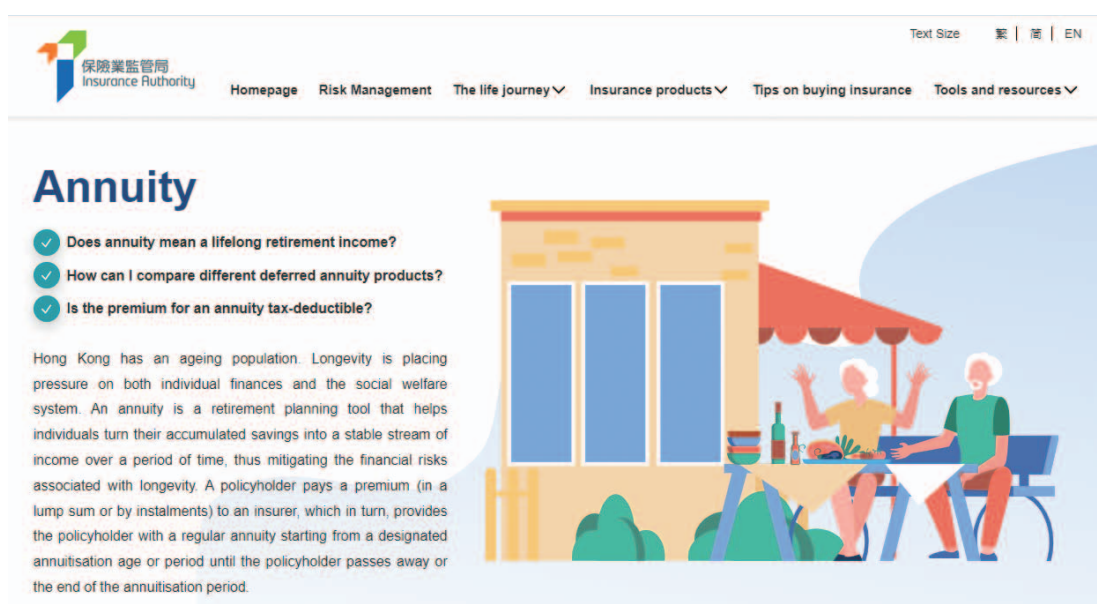 Text Size 繁 | 简 | EN
保險業監管局
Insurance Authority
Homepage Risk Management The life journey Insurance products Tips on buying insurance Tools and resources
Annuity
Does annuity mean a lifelong retirement income?
How can I compare different deferred annuity products?
Is the premium for an annuity tax-deductible?
Hong Kong has an ageing population. Longevity is placing
pressure on both individual finances and the social welfare
system. An annuity is a retirement planning tool that helps
individuals turn their accumulated savings into a stable stream of
income over a period of time, thus mitigating the financial risks
associated with longevity. A policyholder pays a premium (in a
lump sum or by instalments) to an insurer, which in turn, provides
the policyholder with a regular annuity starting from a designated
annuitisation age or period until the policyholder passes away or
the end of the annuitisation period.